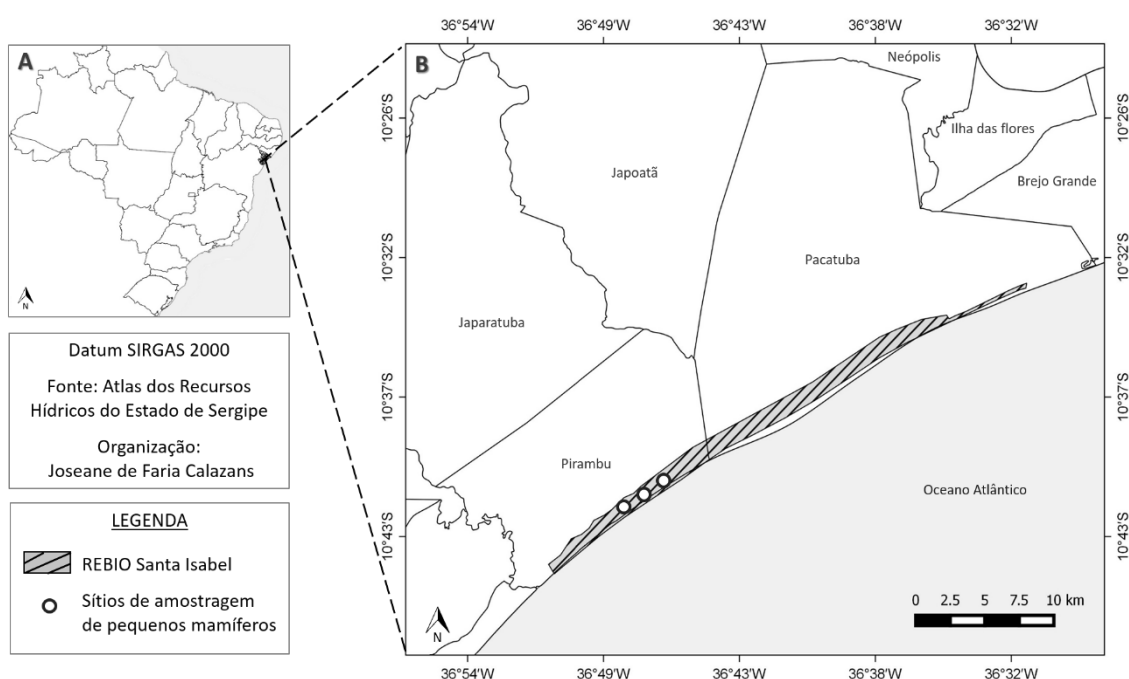 A
N
Datum SIRGAS 2000
Fonte: Atlas dos Recursos
Hídricos do Estado de Sergipe
Organização:
Joseane de Faria Calazans
LEGENDA
REBIO Santa Isabel
Sítios de amostragem
de pequenos mamíferos
36°54'W 36°49'W 36°43'W 36°38'W 36°32'W
B
Neópolis
10°26'S 10°26'S
Ilha das flores
Japoatã
Brejo Grande
10°32'S 10°32'S
Pacatuba
Japaratuba
10°37'S 10°37'S
Pirambu
Oceano Atlântico
10°43'S 10°43'S
0 2.5 5 7.5 10 km
N
36°54'W 36°49'W 36°43'W 36°38'W 36°32'W